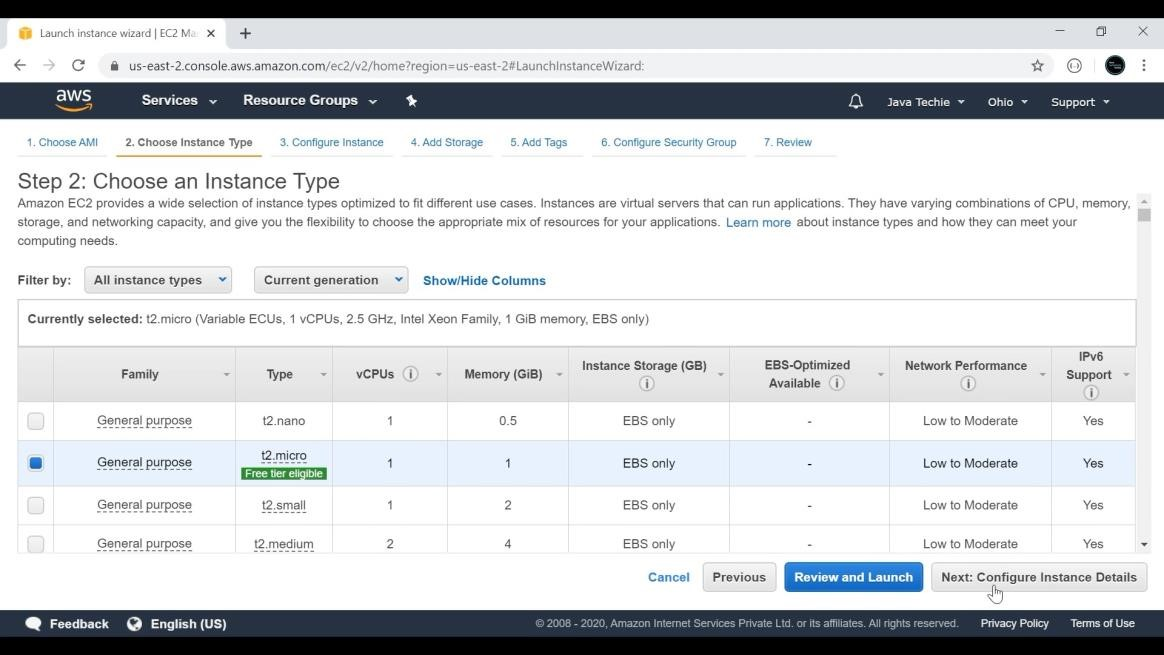 Launch instance wizard | EC2 Ma
us-east-2.console.aws.amazon.com/ec2/v2/home?region=us-east-2#LaunchInstanceWizard:
aws Services Resource Groups Java Techie Ohio Support
1. Choose AMI 2. Choose Instance Type 3. Configure Instance 4. Add Storage 5. Add Tags 6. Configure Security Group 7. Review
Step 2: Choose an Instance Type
Amazon EC2 provides a wide selection of instance types optimized to fit different use cases. Instances are virtual servers that can run applications. They have varying combinations of CPU, memory,
storage, and networking capacity, and give you the flexibility to choose the appropriate mix of resources for your applications. Learn more about instance types and how they can meet your
computing needs.
Filter by: All instance types Current generation Show/Hide Columns
Currently selected: t2.micro (Variable ECUs, 1 vCPUs, 2.5 GHz, Intel Xeon Family, 1 GiB memory, EBS only)
Family Type vCPUs Memory (GiB) Instance Storage (GB) EBS-Optimized Available Network Performance IPv6 Support
General purpose t2.nano 1 0.5 EBS only - Low to Moderate Yes
General purpose t2.micro Free tier eligible 1 1 EBS only - Low to Moderate Yes
General purpose t2.small 1 2 EBS only - Low to Moderate Yes
General purpose t2.medium 2 4 EBS only - Low to Moderate Yes
Cancel Previous Review and Launch Next: Configure Instance Details
Feedback English (US) © 2008 - 2020, Amazon Internet Services Private Ltd. or its affiliates. All rights reserved. Privacy Policy Terms of Use